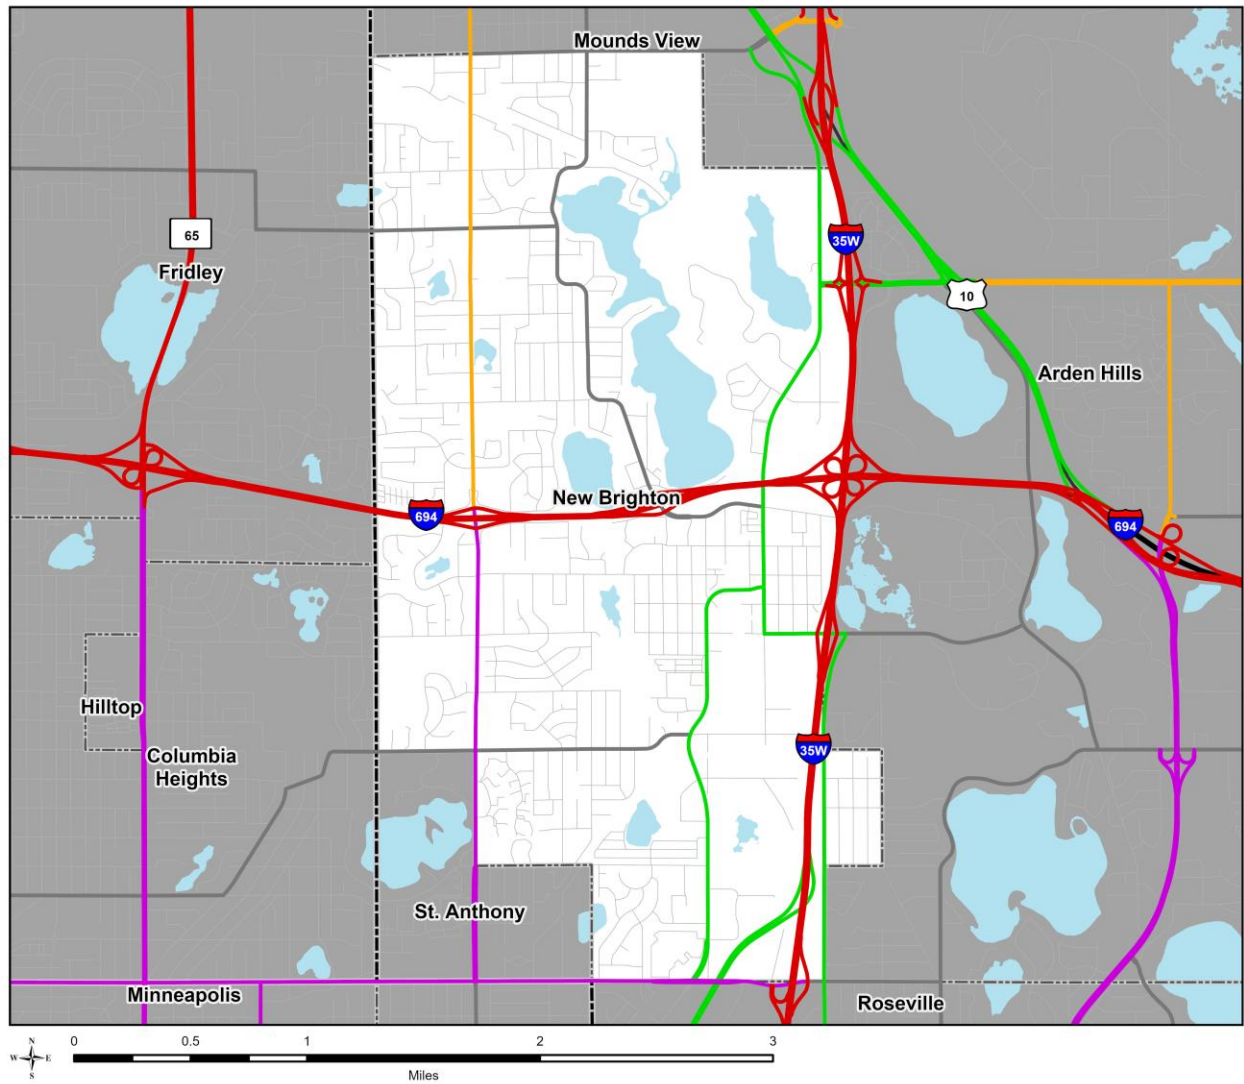 Mounds View
65
Fridley
35W
10
Arden Hills
New Brighton
694
694
Hilltop
Columbia
Heights
35W
St. Anthony
Minneapolis
Roseville
N
W E
S
0 0.5 1 2 3
Miles